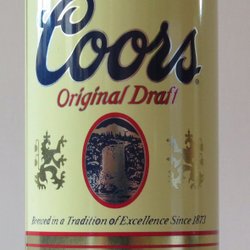 Coors
Original Draft
Brewed in a Tradition of Excellence Since 1873.